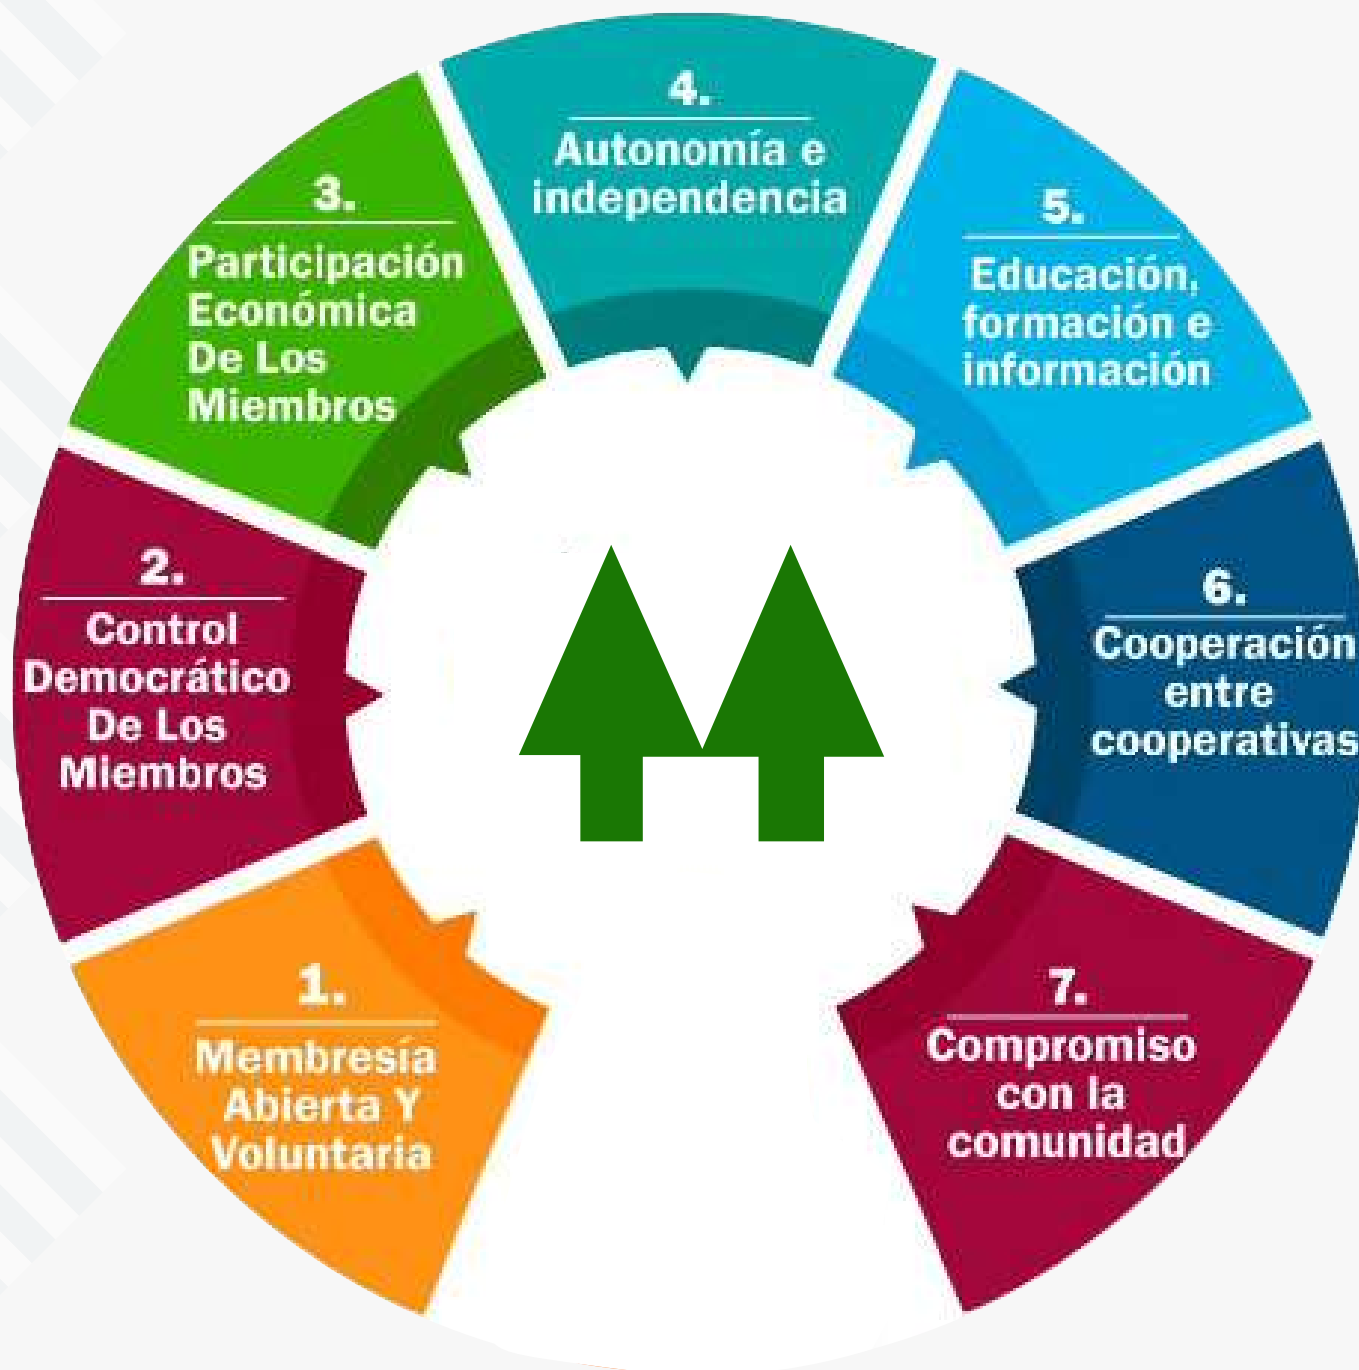 1.
Membresía
Abierta Y
Voluntaria
2.
Control
Democrático
De Los
Miembros
3.
Participación
Económica
De Los
Miembros
4.
Autonomía e
independencia
5.
Educación,
formación e
información
6.
Cooperación
entre
cooperativas
7.
Compromiso
con la
comunidad